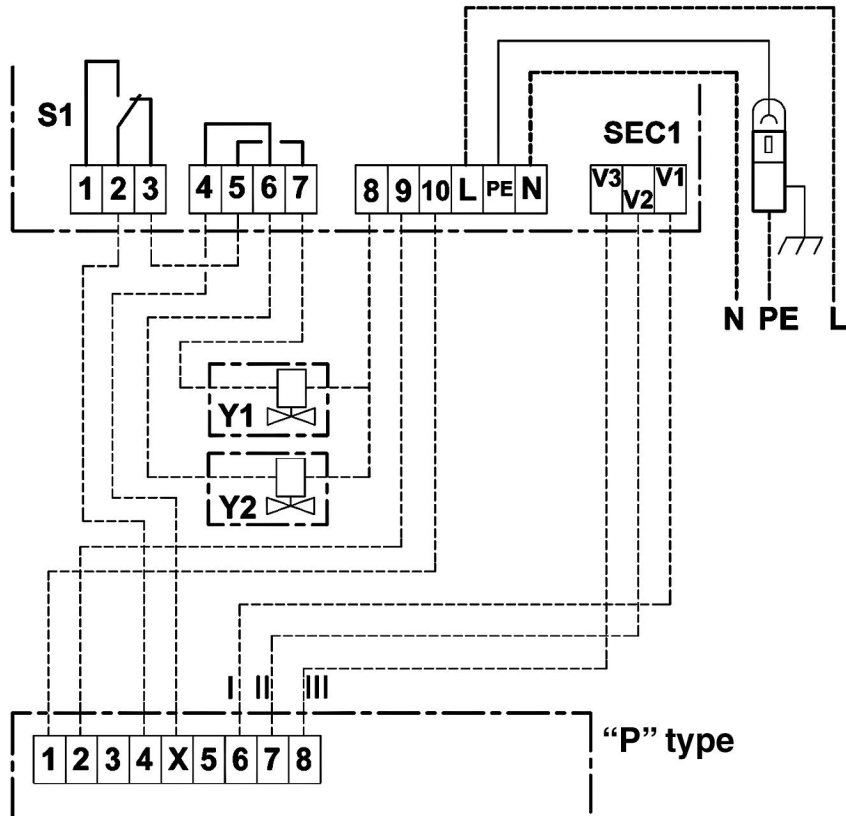 S1
SEC1
1 2 3
4 5 6 7
8 9 10 L PE N
V3 V2 V1
N PE L
Y1
Y2
I II III
"P" type
1 2 3 4 X 5 6 7 8